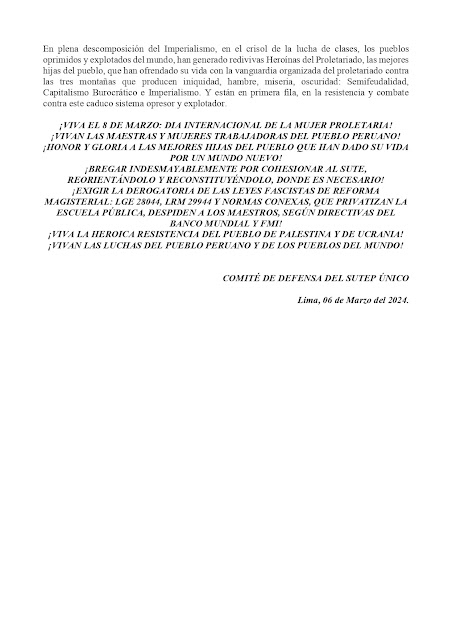 En plena descomposición del Imperialismo, en el crisol de la lucha de clases, los pueblos
oprimidos y explotados del mundo, han generado redivivas Heroínas del Proletariado, las mejores
hijas del pueblo, que han ofrendado su vida con la vanguardia organizada del proletariado contra
las tres montañas que producen iniquidad, hambre, miseria, oscuridad: Semifeudalidad,
Capitalismo Burocrático e Imperialismo. Y están en primera fila, en la resistencia y combate
contra este caduco sistema opresor y explotador.
¡VIVA EL 8 DE MARZO: DIA INTERNACIONAL DE LA MUJER PROLETARIA!
¡VIVAN LAS MAESTRAS Y MUJERES TRABAJADORAS DEL PUEBLO PERUANO!
¡HONOR Y GLORIA A LAS MEJORES HIJAS DEL PUEBLO QUE HAN DADO SU VIDA
POR UN MUNDO NUEVO!
¡BREGAR INDESMAYABLEMENTE POR COHESIONAR AL SUTE,
REORIENTÁNDOLO Y RECONSTITUYÉNDOLO, DONDE ES NECESARIO!
¡EXIGIR LA DEROGATORIA DE LAS LEYES FASCISTAS DE REFORMA
MAGISTERIAL: LGE 28044, LRM 29944 Y NORMAS CONEXAS, QUE PRIVATIZAN LA
ESCUELA PÚBLICA, DESPIDEN A LOS MAESTROS, SEGÚN DIRECTIVAS DEL
BANCO MUNDIAL Y FMI!
¡VIVA LA HEROICA RESISTENCIA DEL PUEBLO DE PALESTINA Y DE UCRANIA!
¡VIVAN LAS LUCHAS DEL PUEBLO PERUANO Y DE LOS PUEBLOS DEL MUNDO!
COMITÉ DE DEFENSA DEL SUTEP ÚNICO
Lima, 06 de Marzo del 2024.